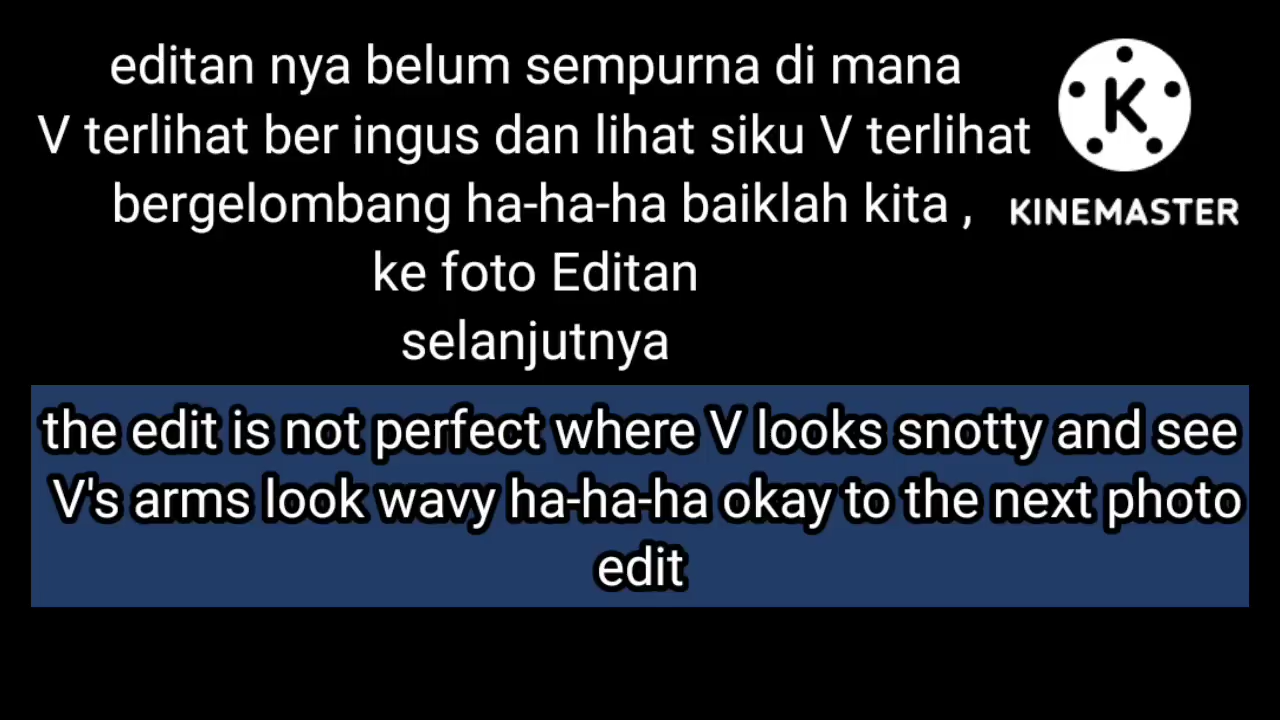 editan nya belum sempurna di mana
V terlihat ber ingus dan lihat siku V terlihat
bergelombang ha-ha-ha baiklah kita ,
ke foto Editan
selanjutnya
K
KINEMASTER
the edit is not perfect where V looks snotty and see
V's arms look wavy ha-ha-ha okay to the next photo
edit